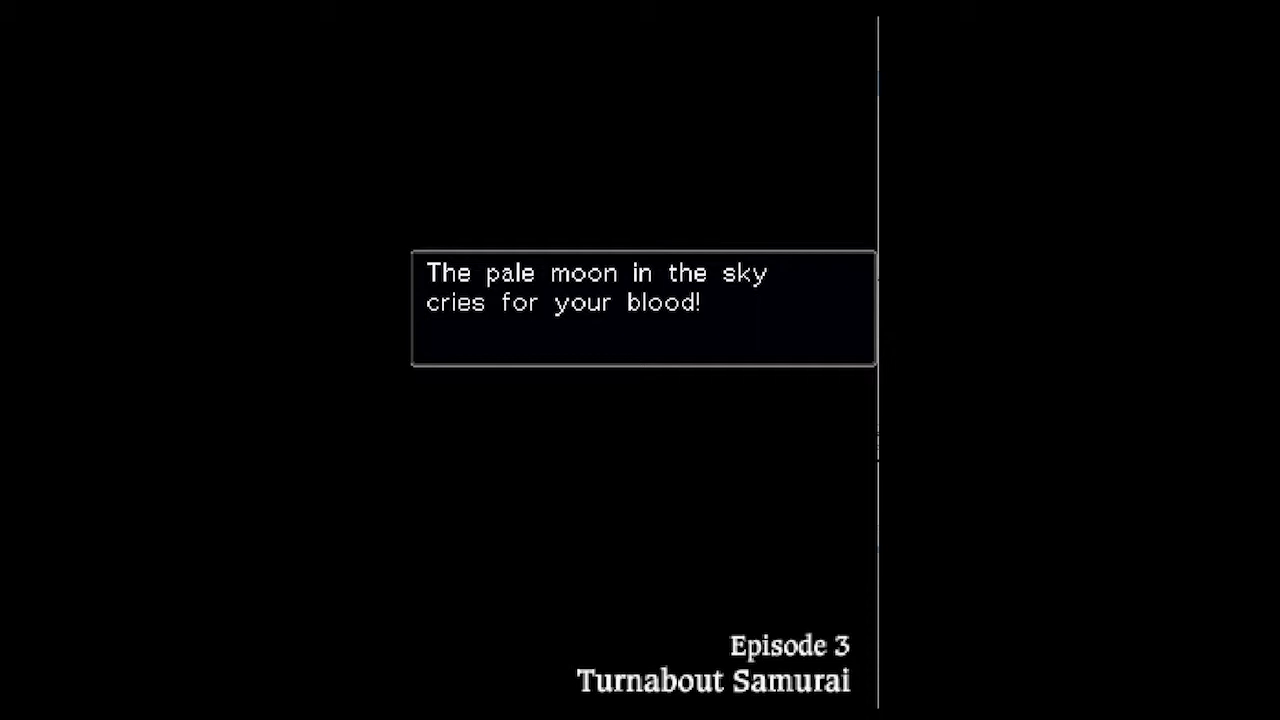 The pale moon in the sky
cries for your blood!
Episode 3
Turnabout Samurai